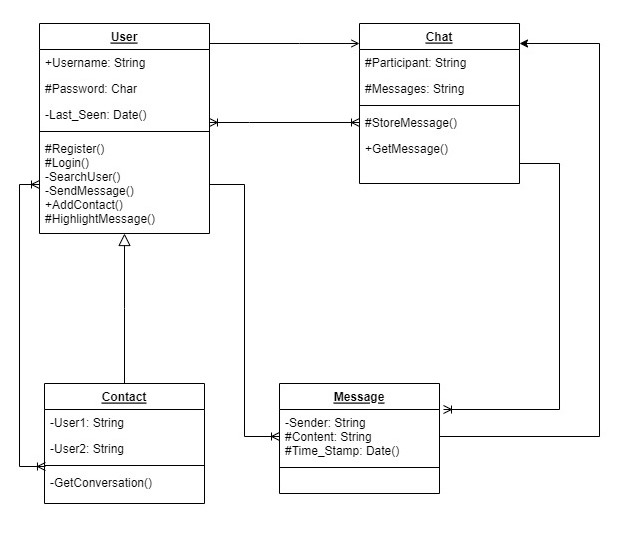 User
+Username: String
#Password: Char
-Last_Seen: Date()
#Register()
#Login()
-SearchUser()
-SendMessage()
+AddContact()
#HighlightMessage()
Chat
#Participant: String
#Messages: String
#StoreMessage()
+GetMessage()
Contact
-User1: String
-User2: String
-GetConversation()
Message
-Sender: String
#Content: String
#Time_Stamp: Date()